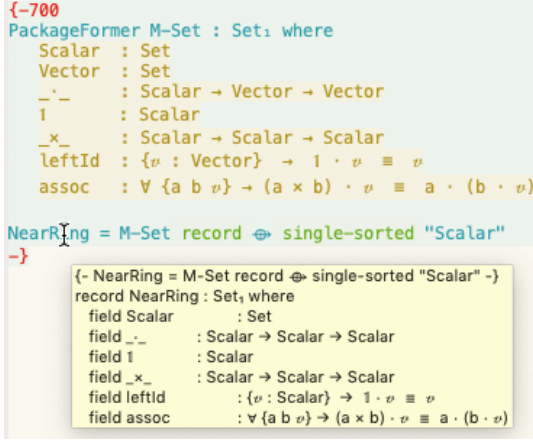 {-700
PackageFormer M-Set : Set₁ where
Scalar : Set
Vector : Set
_·_ : Scalar → Vector → Vector
1 : Scalar
_×_ : Scalar → Scalar → Scalar
leftId : {𝓋 : Vector} → 1 · 𝓋 ≡ 𝓋
assoc : ∀ {a b 𝓋} → (a × b) · 𝓋 ≡ a · (b · 𝓋)
NearRing = M-Set record ⟴ single-sorted "Scalar"
-}
{- NearRing = M-Set record ⟴ single-sorted "Scalar" -}
record NearRing : Set₁ where
field Scalar : Set
field _·_ : Scalar → Scalar → Scalar
field 1 : Scalar
field _×_ : Scalar → Scalar → Scalar
field leftId : {𝓋 : Scalar} → 1 · 𝓋 ≡ 𝓋
field assoc : ∀ {a b 𝓋} → (a × b) · 𝓋 ≡ a · (b · 𝓋)